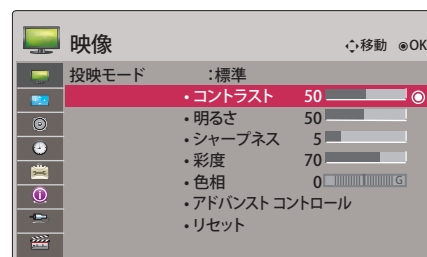 映像 移動 ◉OK
投映モード :標準
・コントラスト 50
・明るさ 50
・シャープネス 5
・彩度 70
・色相 0 G
・アドバンスト コントロール
・リセット